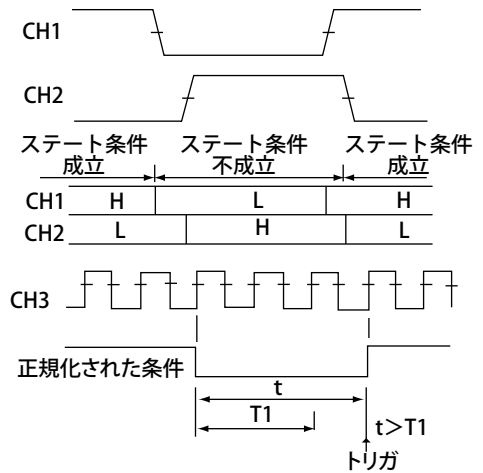 CH1
CH2
ステート条件 ステート条件 ステート条件
成立 不成立 成立
CH1 H L H
CH2 L H L
CH3
正規化された条件
t
T1
t＞T1
トリガ